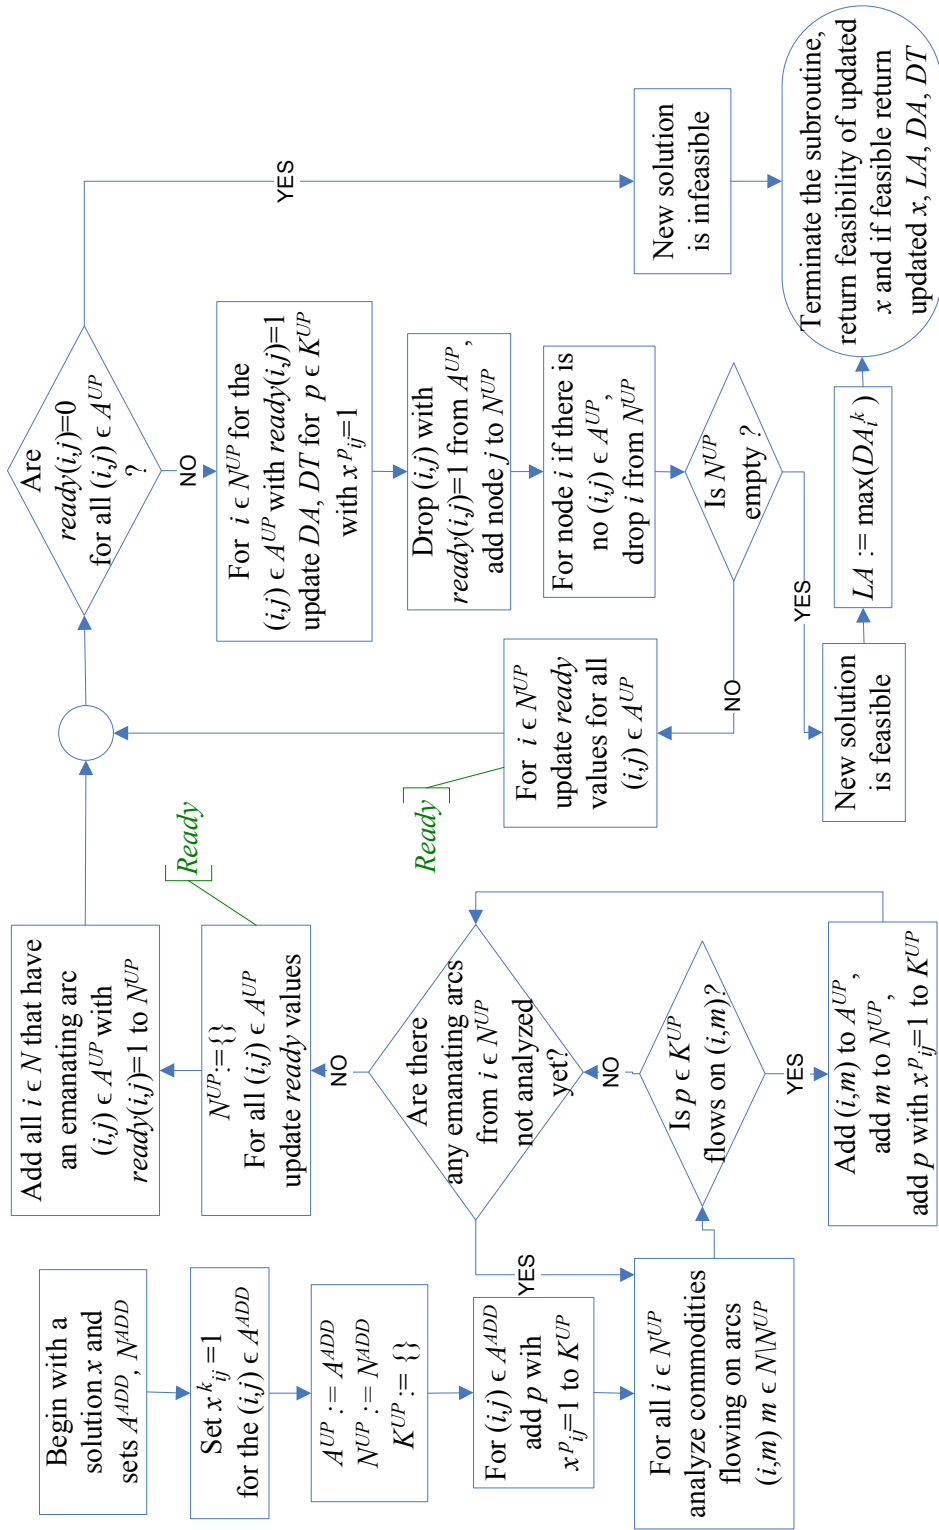 Begin with a
solution x and
sets A^ADD, N^ADD
Set x^k_ij=1
for the (i,j) ϵ A^ADD
A^UP := A^ADD
N^UP := N^ADD
K^UP := {}
For (i,j) ϵ A^ADD
add p wih
x^p_ij=1 to K^UP
For all i ϵ N^UP
analyze commodities
flowing on arcs
(i,m) m ϵ N\N^UP
Is p ϵ K^UP
flows on (i,m)?
YES
NO
Add (i,m) to A^UP,
add m to N^UP,
add p with x^p_ij=1 to K^UP
Are there
any emanating arcs
from i ϵ N^UP
not analyzed
yet?
YES
NO
N^UP:={}
For all (i,j) ϵ A^UP
update ready values
Ready
Add all i ϵ N that have
an emanating arc
(i,j) ϵ A^UP with
ready(i,j)=1 to N^UP
Are
ready(i,j)=0
for all (i,j) ϵ A^UP
?
YES
NO
For i ϵ N^UP for the
(i,j) ϵ A^UP with ready(i,j)=1
update DA, DT for p ϵ K^UP
with x^p_ij=1
Drop (i,j) with
ready(i,j)=1 from A^UP,
add node j to N^UP
For node i if there is
no (i,j) ϵ A^UP,
drop i from N^UP
Is N^UP
empty ?
NO
YES
For i ϵ N^UP
update ready
values for all
(i,j) ϵ A^UP
Ready
New solution
is feasible
LA := max(DA_i^k)
New solution
is infeasible
Terminate the subroutine,
return feasibility of updated
x and if feasible return
updated x, LA, DA, DT